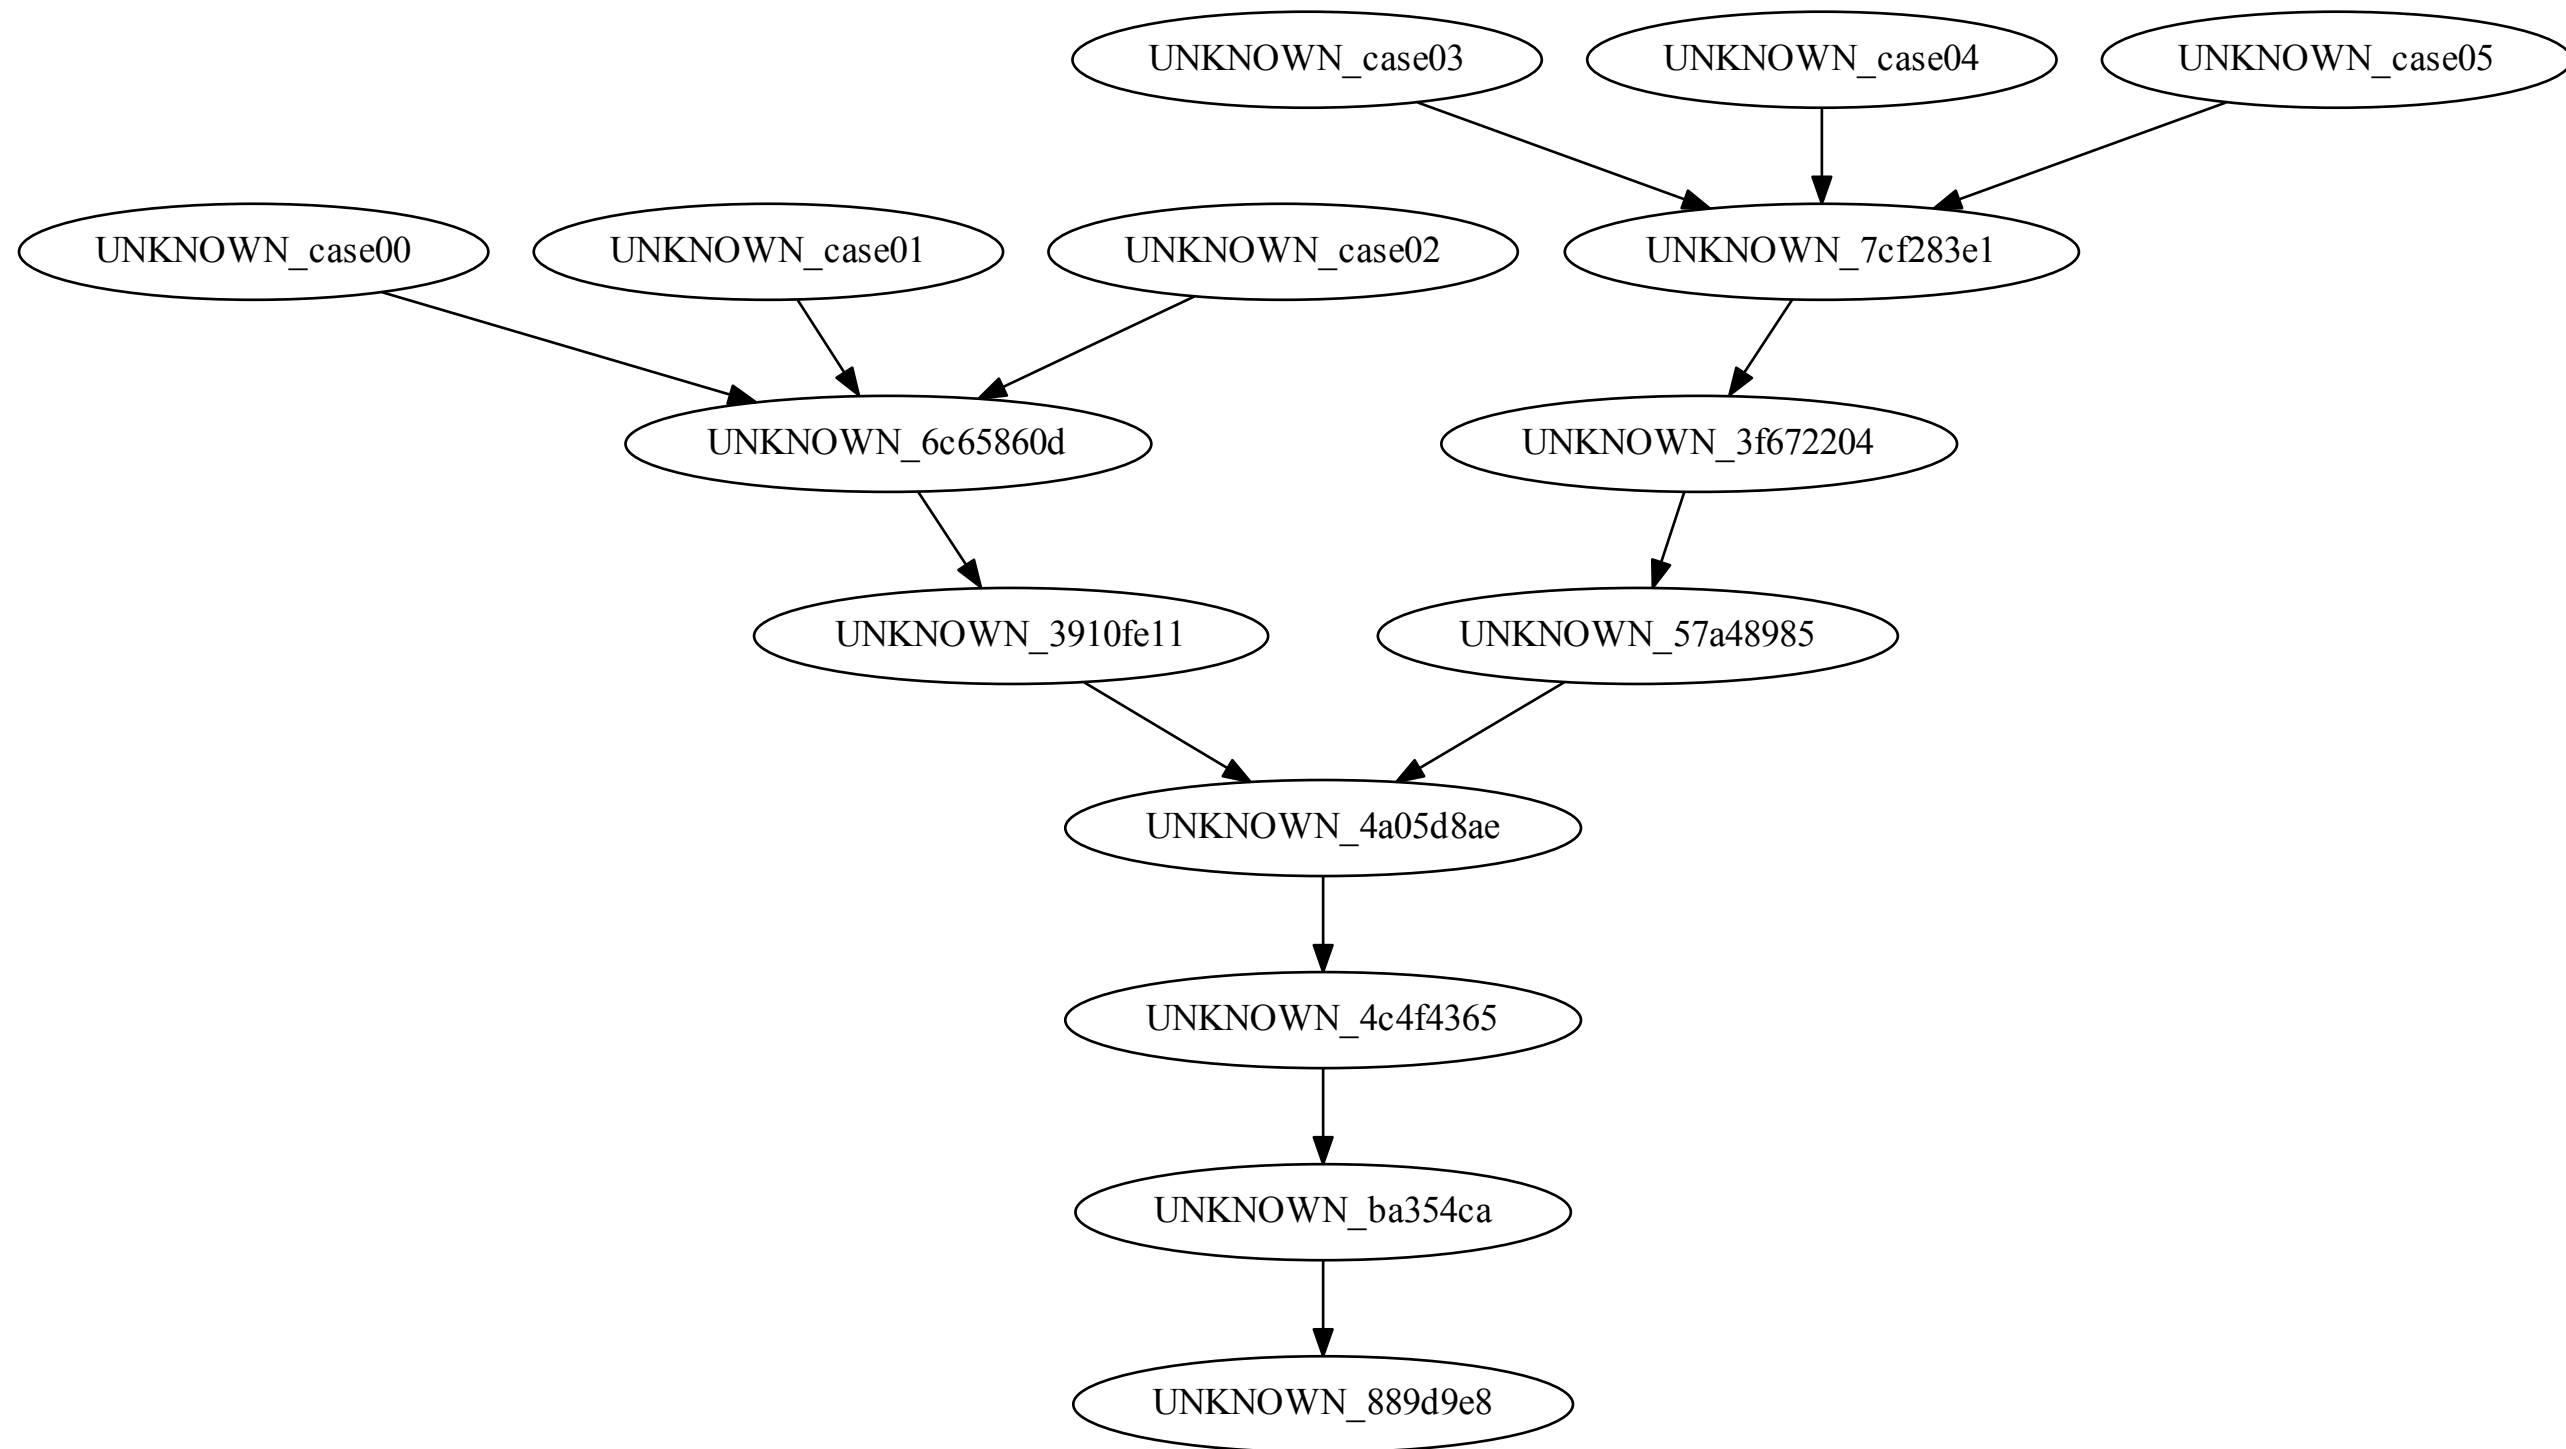 UNKNOWN_case03
UNKNOWN_case04
UNKNOWN_case05
UNKNOWN_case00
UNKNOWN_case01
UNKNOWN_case02
UNKNOWN_7cf283e1
UNKNOWN_6c65860d
UNKNOWN_3f672204
UNKNOWN_3910fe11
UNKNOWN_57a48985
UNKNOWN_4a05d8ae
UNKNOWN_4c4f4365
UNKNOWN_ba354ca
UNKNOWN_889d9e8